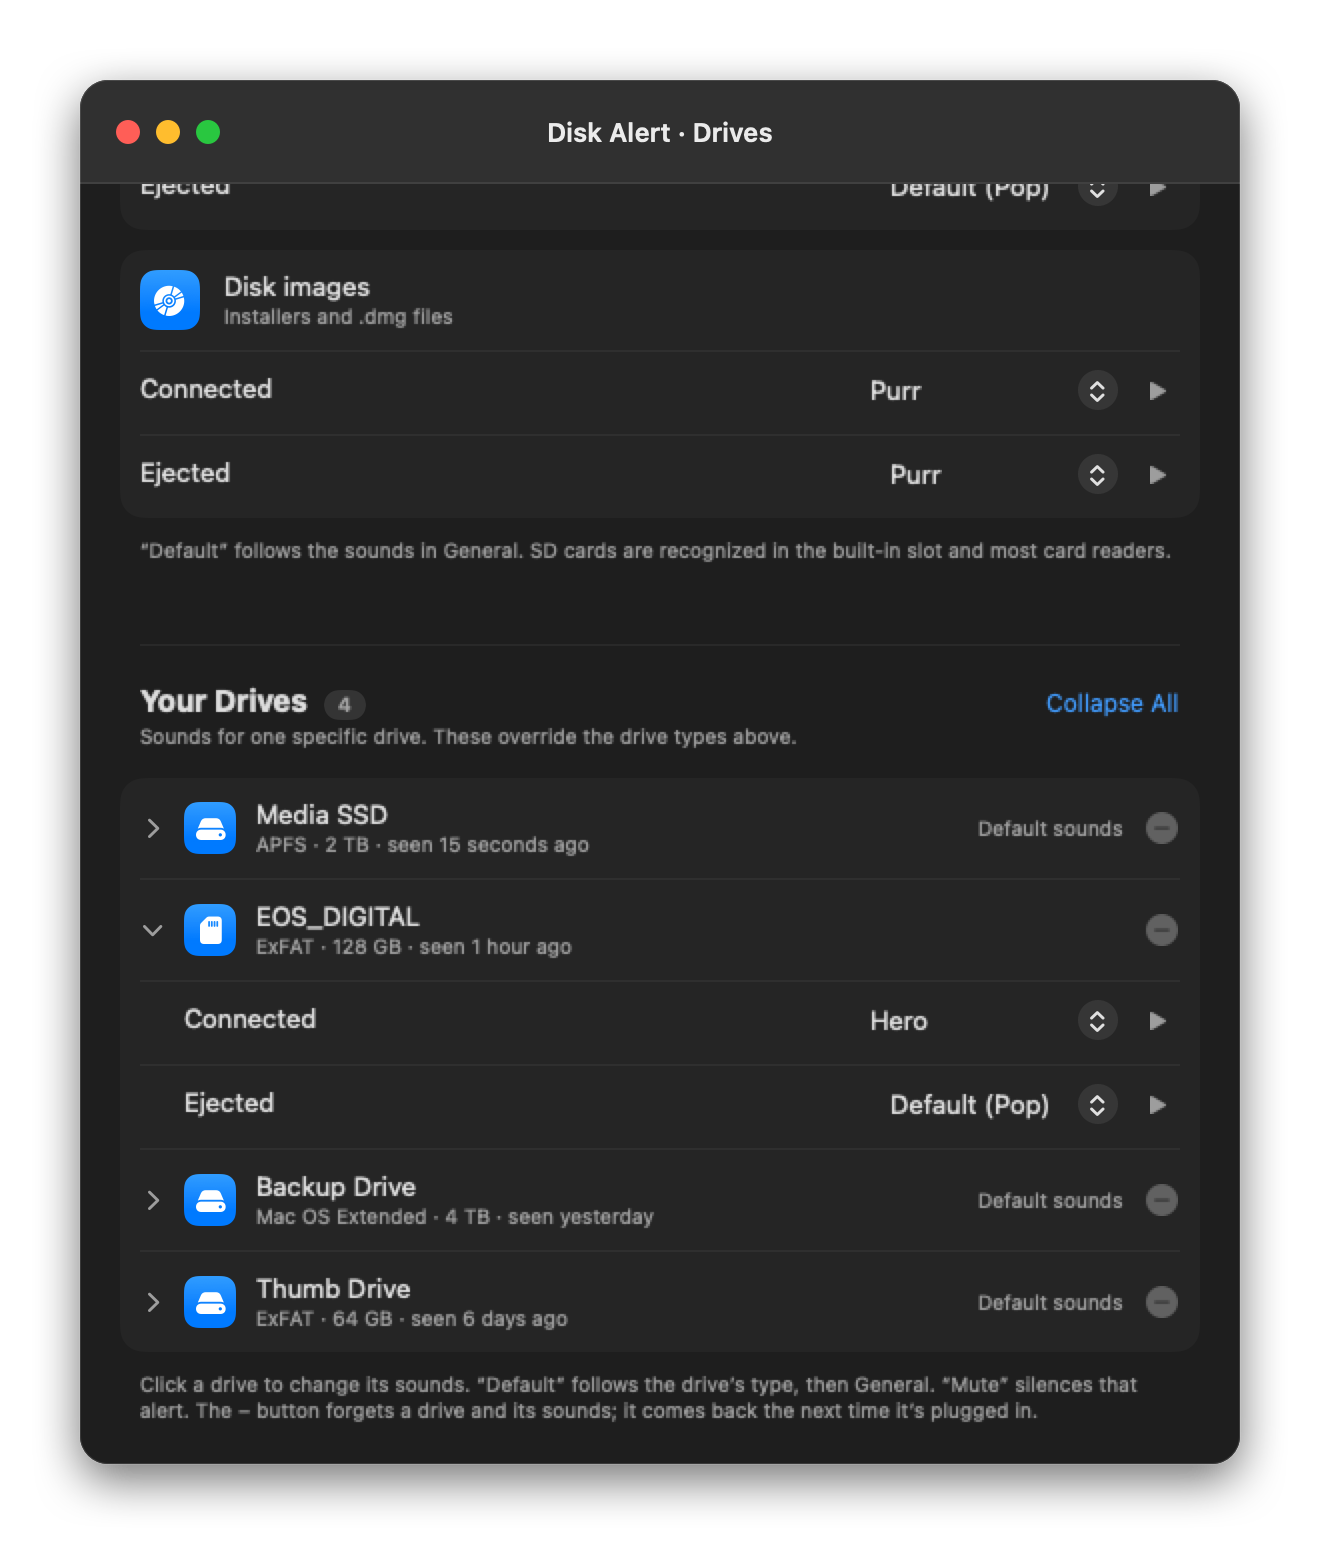 Disk Alert · Drives
Ejected Default (Pop)
Disk images
Installers and .dmg files
Connected Purr
Ejected Purr
“Default” follows the sounds in General. SD cards are recognized in the built-in slot and most card readers.
Your Drives 4 Collapse All
Sounds for one specific drive. These override the drive types above.
Media SSD
APFS · 2 TB · seen 15 seconds ago Default sounds
EOS_DIGITAL
ExFAT · 128 GB · seen 1 hour ago
Connected Hero
Ejected Default (Pop)
Backup Drive
Mac OS Extended · 4 TB · seen yesterday Default sounds
Thumb Drive
ExFAT · 64 GB · seen 6 days ago Default sounds
Click a drive to change its sounds. “Default” follows the drive’s type, then General. “Mute” silences that
alert. The – button forgets a drive and its sounds; it comes back the next time it’s plugged in.